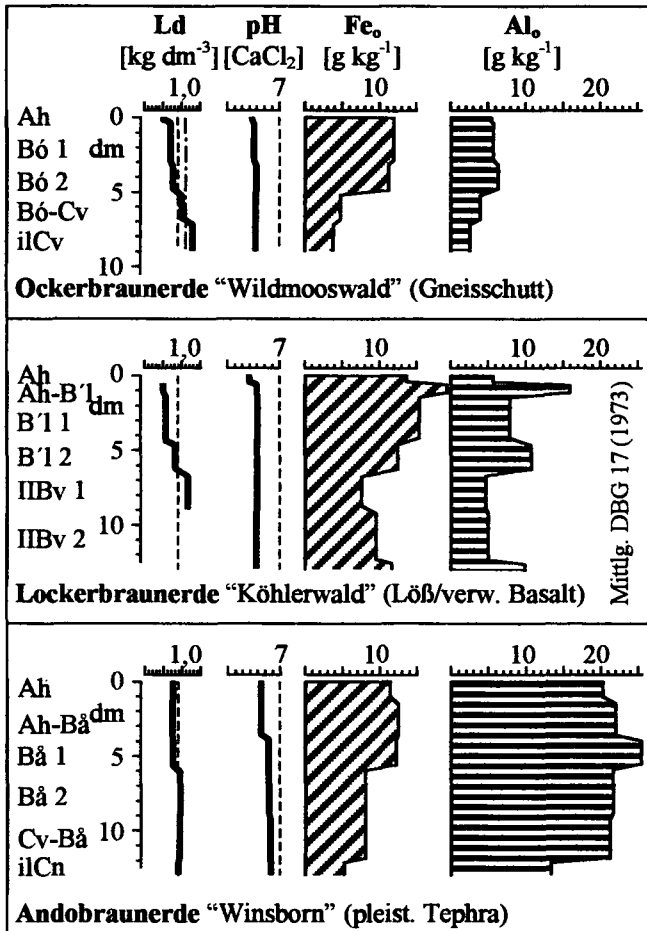 Ld pH Feₒ Alₒ
[kg dm⁻³] [CaCl₂] [g kg⁻¹] [g kg⁻¹]
1,0 7 10 10 20
Ah 0
Bó 1 dm
Bó 2 5
Bó-Cv
ilCv 10
Ockerbraunerde “Wildmooswald” (Gneisschutt)
1,0 7 10 10 20
Ah 0
Ah-B´l dm
B´l 1
B´l 2 5
IIBv 1
IIBv 2 10
Mittlg. DBG 17 (1973)
Lockerbraunerde “Köhlerwald” (Löß/verw. Basalt)
1,0 7 10 10 20
Ah 0
Ah-Bå dm
Bå 1 5
Bå 2
Cv-Bå 10
ilCn
Andobraunerde “Winsborn” (pleist. Tephra)